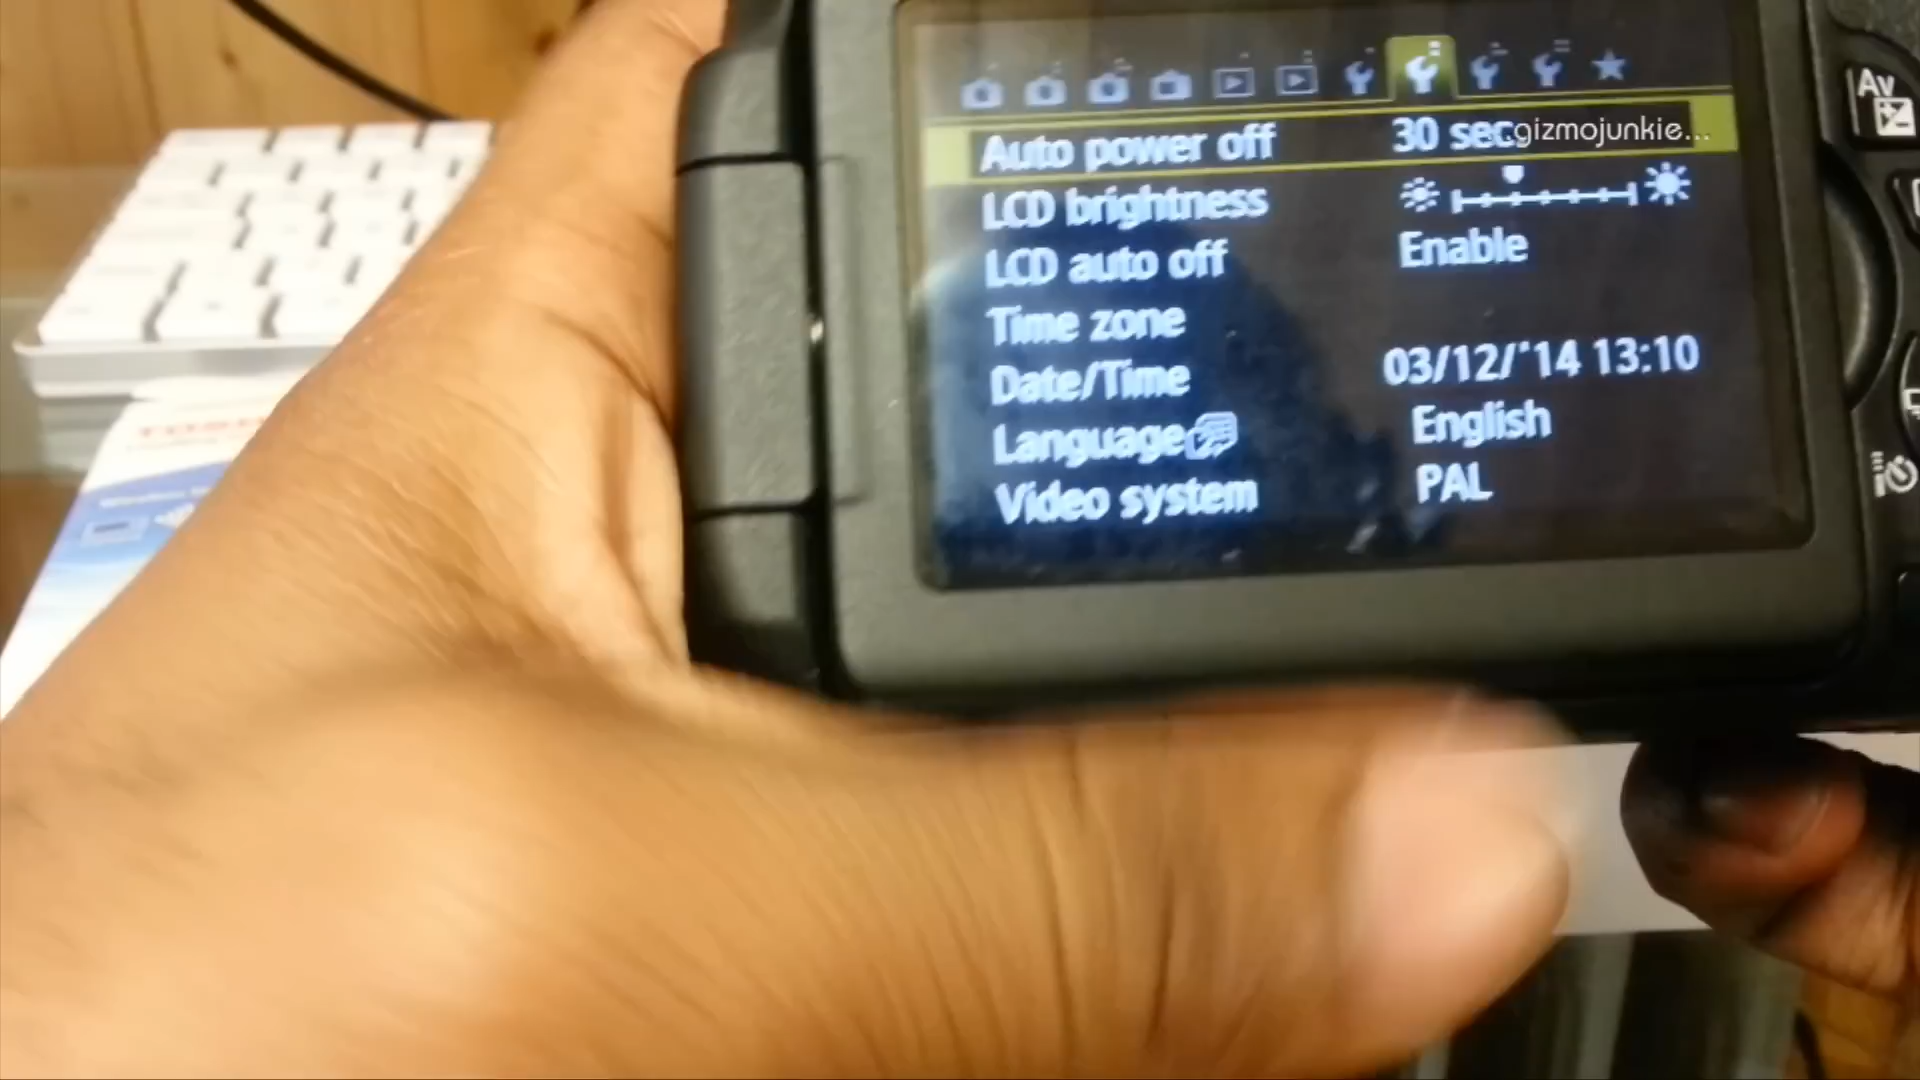 Av
Auto power off 30 sec.
..gizmojunkie...
LCD brightness
LCD auto off Enable
Time zone
Date/Time 03/12/'14 13:10
Language English
Video system PAL